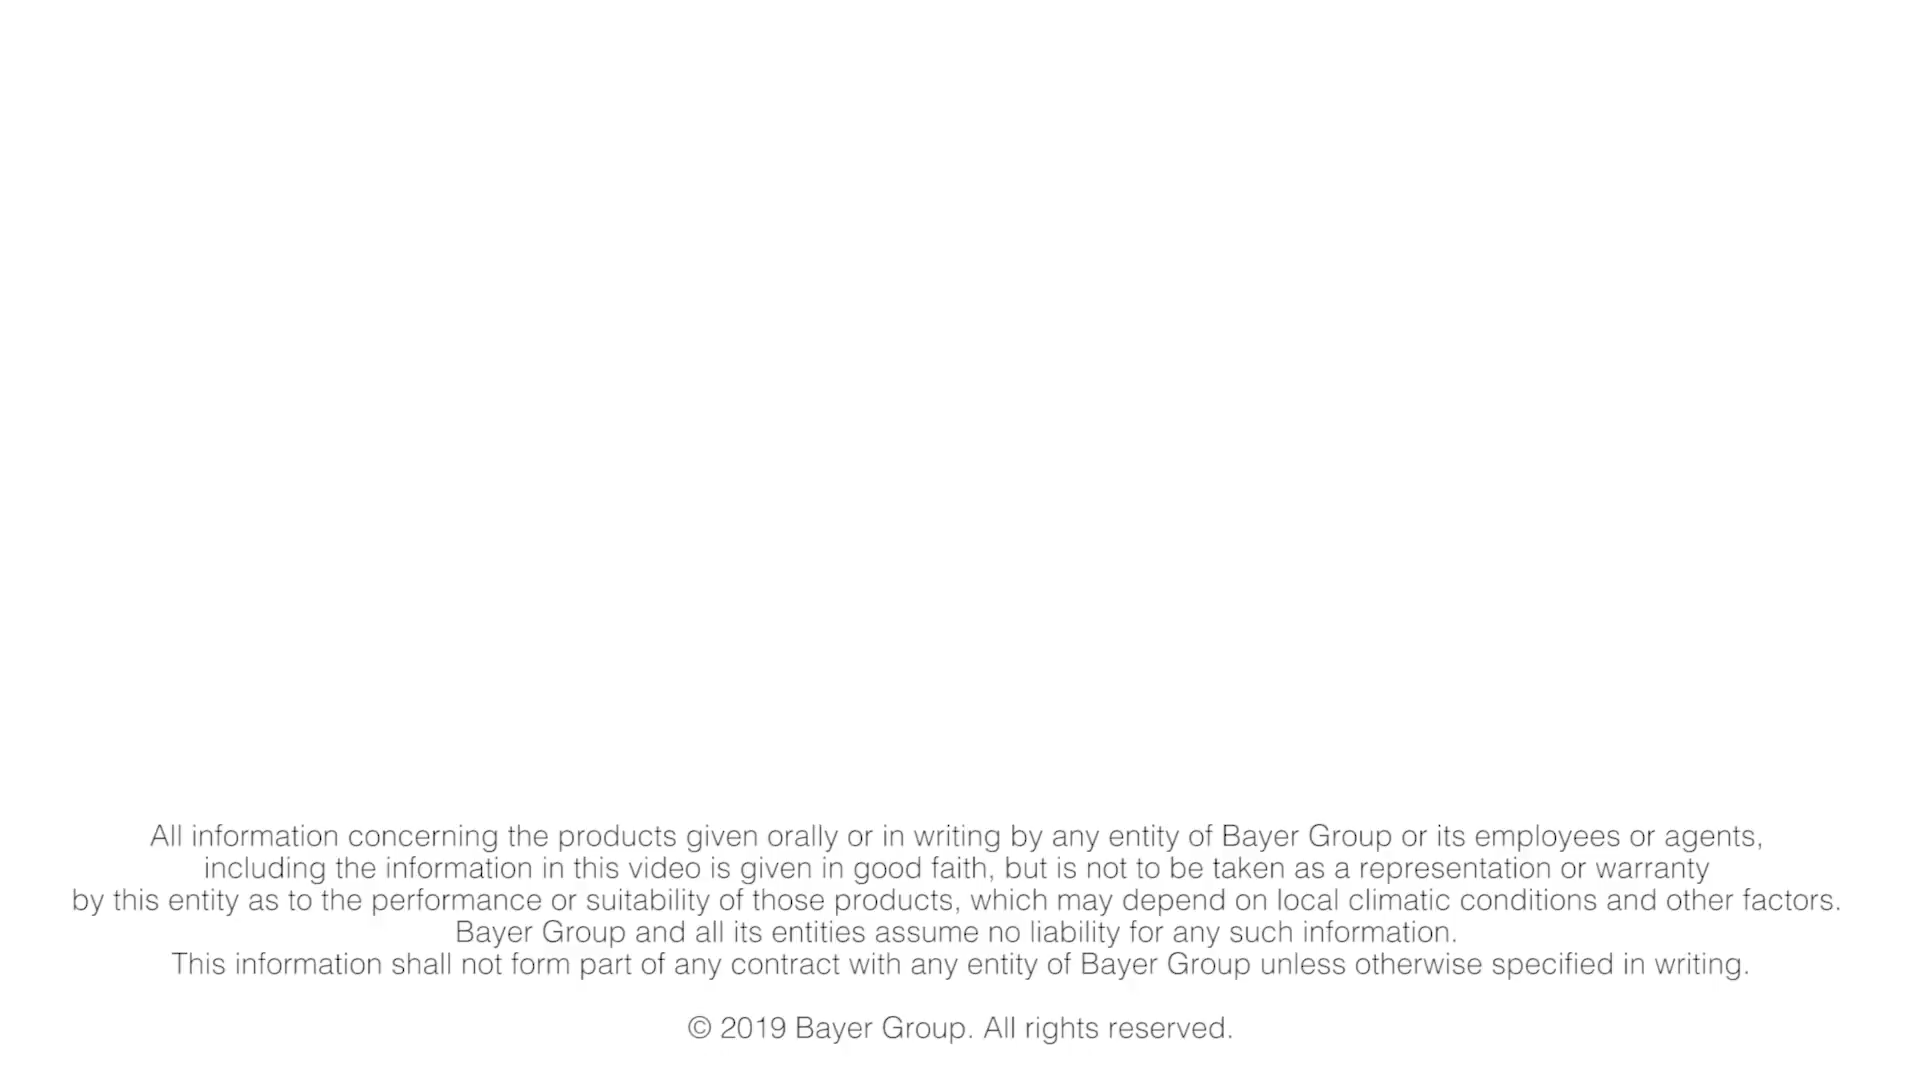 All information concerning the products given orally or in writing by any entity of Bayer Group or its employees or agents,
including the information in this video is given in good faith, but is not to be taken as a representation or warranty
by this entity as to the performance or suitability of those products, which may depend on local climatic conditions and other factors.
Bayer Group and all its entities assume no liability for any such information.
This information shall not form part of any contract with any entity of Bayer Group unless otherwise specified in writing.
© 2019 Bayer Group. All rights reserved.